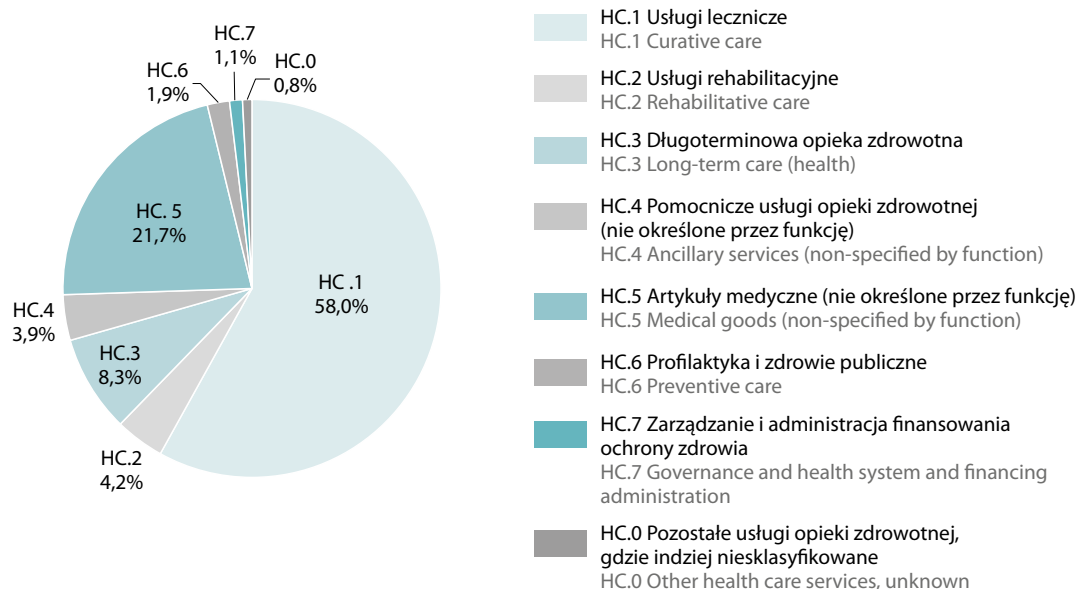 HC.7
1,1%
HC.0
0,8%
HC.6
1,9%
HC. 5
21,7%
HC .1
58,0%
HC.4
3,9%
HC.3
8,3%
HC.2
4,2%
HC.1 Usługi lecznicze
HC.1 Curative care
HC.2 Usługi rehabilitacyjne
HC.2 Rehabilitative care
HC.3 Długoterminowa opieka zdrowotna
HC.3 Long-term care (health)
HC.4 Pomocnicze usługi opieki zdrowotnej
(nie określone przez funkcję)
HC.4 Ancillary services (non-specified by function)
HC.5 Artykuły medyczne (nie określone przez funkcję)
HC.5 Medical goods (non-specified by function)
HC.6 Profilaktyka i zdrowie publiczne
HC.6 Preventive care
HC.7 Zarządzanie i administracja finansowania
ochrony zdrowia
HC.7 Governance and health system and financing
administration
HC.0 Pozostałe usługi opieki zdrowotnej,
gdzie indziej niesklasyfikowane
HC.0 Other health care services, unknown